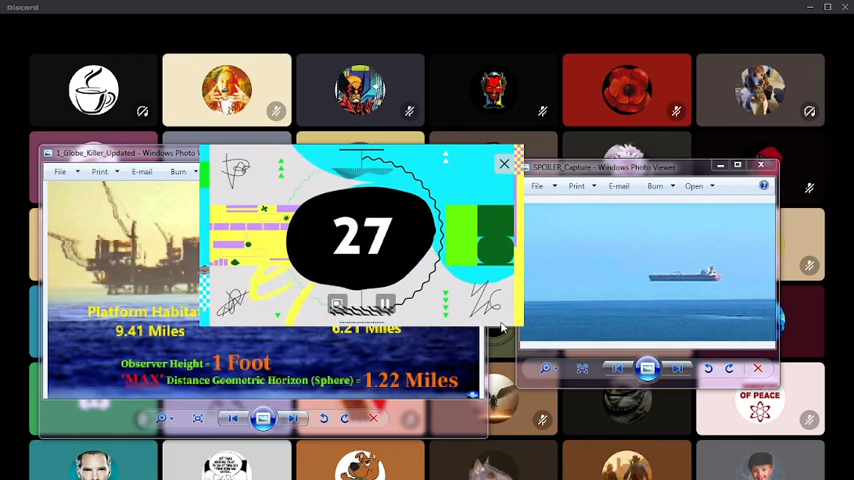 Discord
1_Globe_Killer_Updated - Windows Photo
File Print E-mail Burn
SPOILER_Capture - Windows Photo Viewer
File Print E-mail Burn Open
27
Platform Habita
9.41 Miles
6.21 Miles
Observer Height = 1 Foot
"MAX" Distance Geometric Horizon (Sphere) = 1.22 Miles
OF PEACE